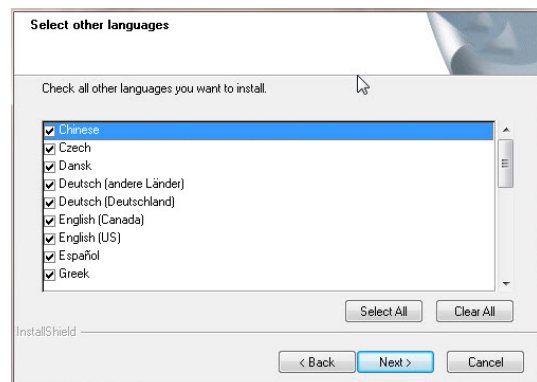 Select other languages
Check all other languages you want to install.
Chinese
Czech
Dansk
Deutsch (andere Länder)
Deutsch (Deutschland)
English (Canada)
English (US)
Español
Greek
Select All Clear All
InstallShield
< Back Next > Cancel